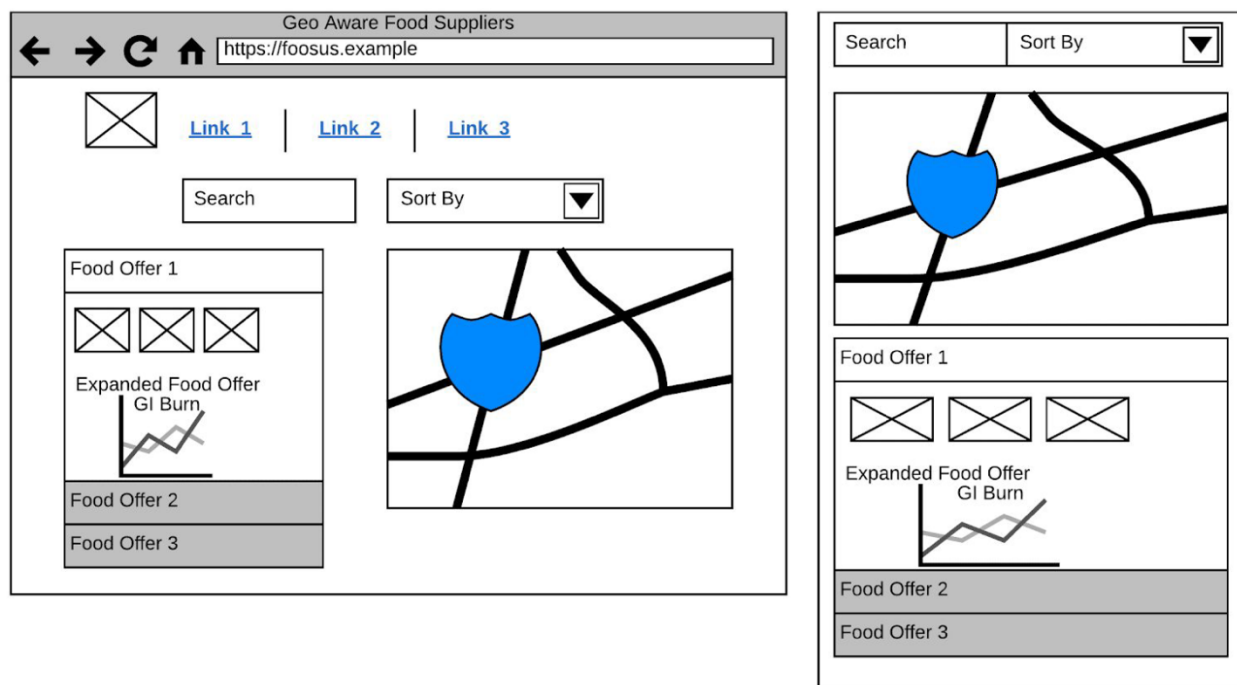 Geo Aware Food Suppliers
https://foosus.example
Link 1
Link 2
Link 3
Search
Sort By
Food Offer 1
Expanded Food Offer
GI Burn
Food Offer 2
Food Offer 3
Search
Sort By
Food Offer 1
Expanded Food Offer
GI Burn
Food Offer 2
Food Offer 3